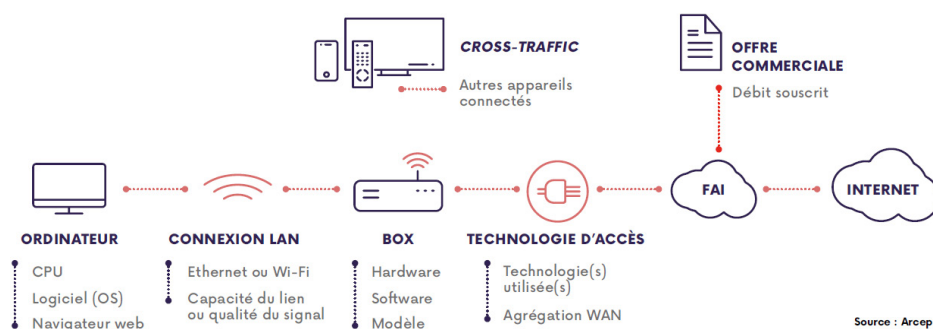 CROSS-TRAFFIC
Autres appareils
connectés
OFFRE
COMMERCIALE
Débit souscrit
FAI
INTERNET
ORDINATEUR
CPU
Logiciel (OS)
Navigateur web
CONNEXION LAN
Ethernet ou Wi-Fi
Capacité du lien
ou qualité du signal
BOX
Hardware
Software
Modèle
TECHNOLOGIE D'ACCÈS
Technologie(s)
utilisée(s)
Agrégation WAN
Source : Arcep